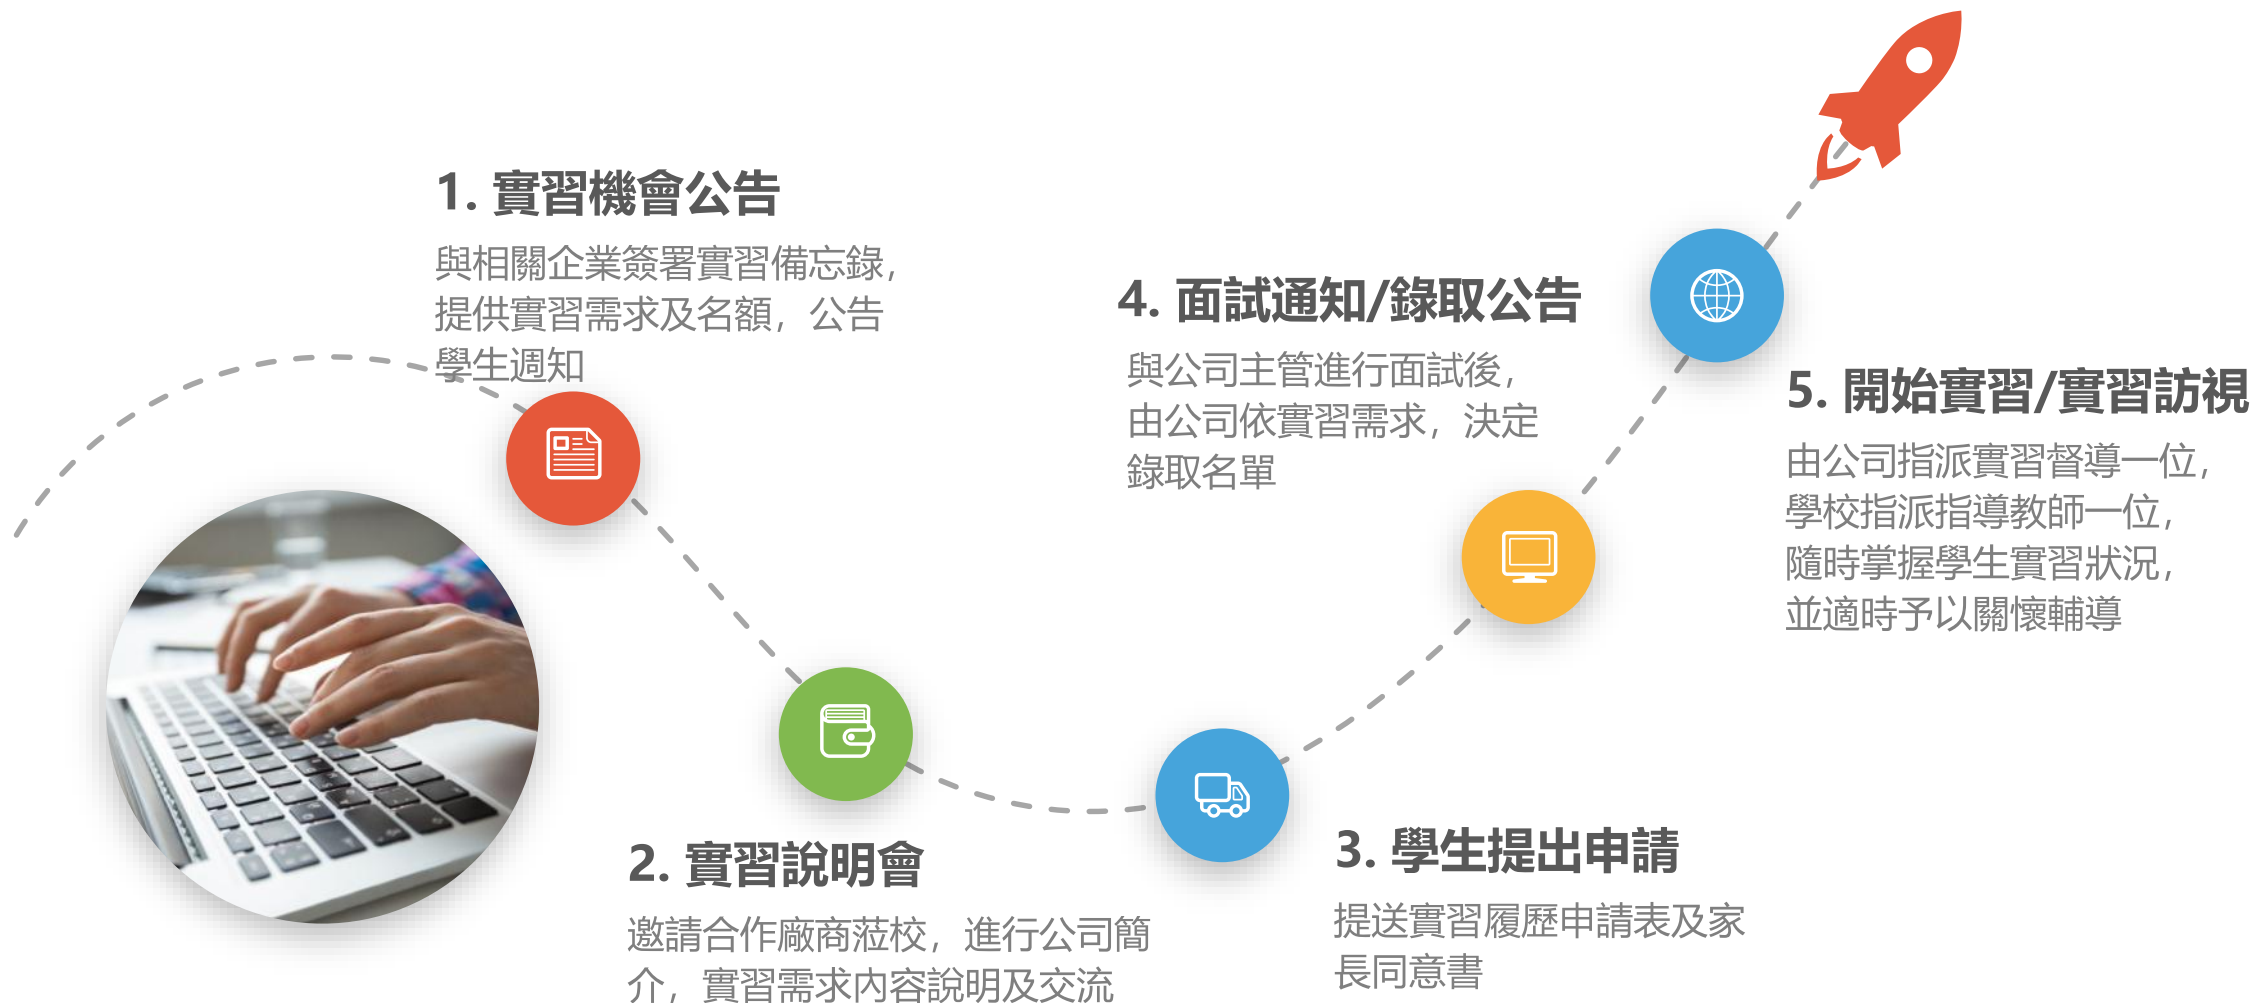 1. 實習機會公告
與相關企業簽署實習備忘錄，
提供實習需求及名額，公告
學生週知
2. 實習說明會
邀請合作廠商蒞校，進行公司簡
介，實習需求內容說明及交流
3. 學生提出申請
提送實習履歷申請表及家
長同意書
4. 面試通知/錄取公告
與公司主管進行面試後，
由公司依實習需求，決定
錄取名單
5. 開始實習/實習訪視
由公司指派實習督導一位，
學校指派指導教師一位，
隨時掌握學生實習狀況，
並適時予以關懷輔導